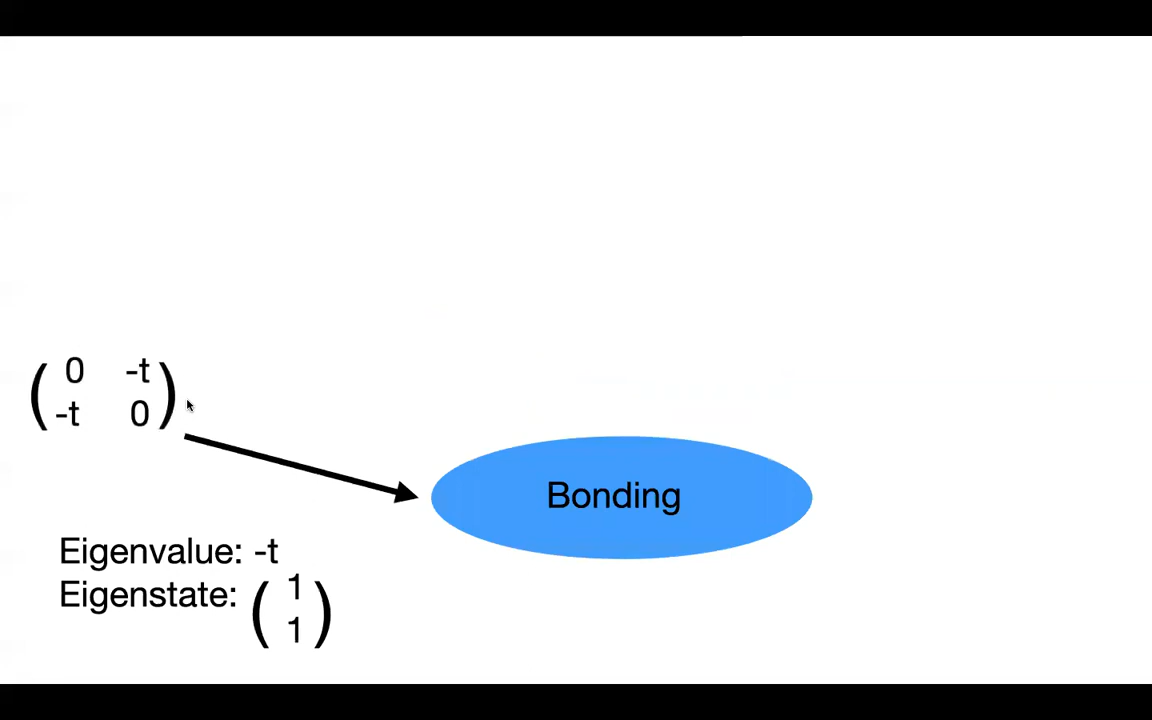 ( 0 -t )
( -t 0 )
Bonding
Eigenvalue: -t
Eigenstate: ( 1 )
( 1 )